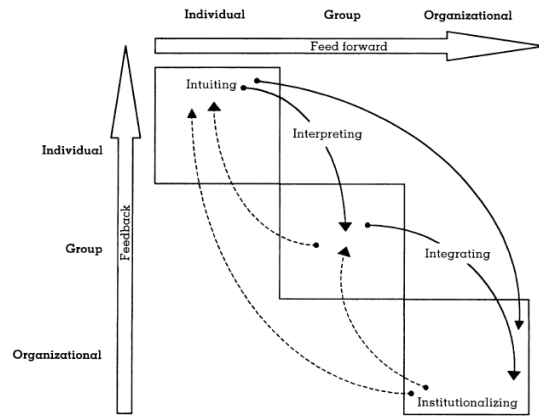 Individual
Group
Organizational
Feed forward
Intuiting
Interpreting
Individual
Group
Feedback
Integrating
Organizational
Institutionalizing